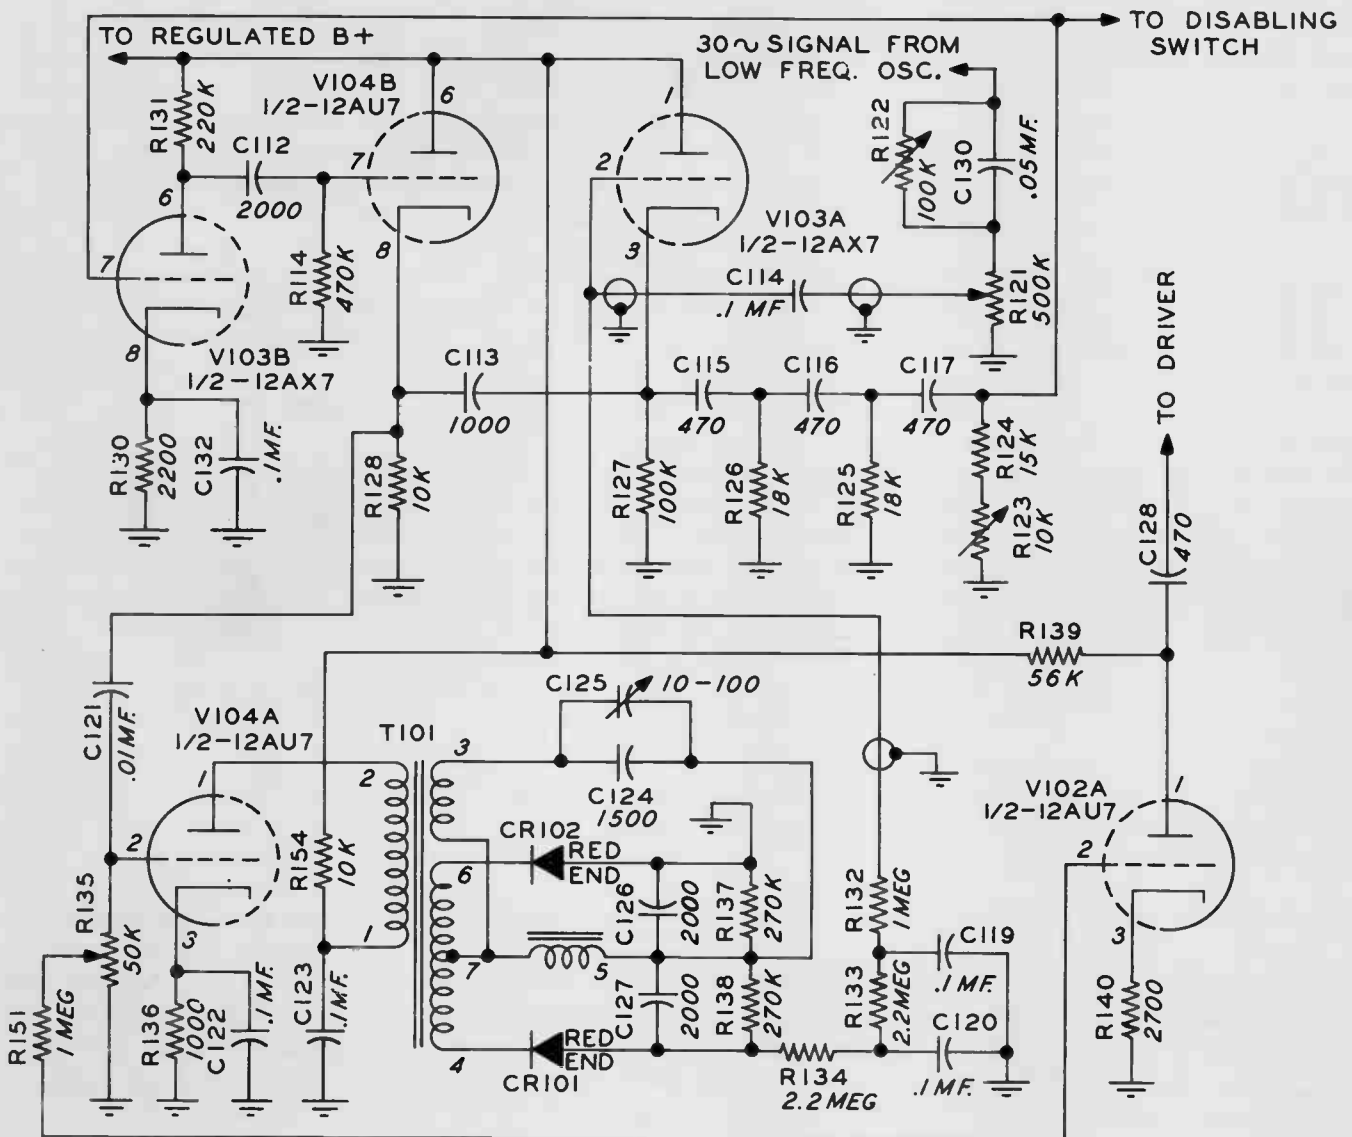 TO DISABLING
SWITCH
TO REGULATED B+
30~ SIGNAL FROM
LOW FREQ. OSC.
R131
220K
V104B
1/2-12AU7
6
C112
2000
7
8
R114
470K
6
7
8
V103B
1/2-12AX7
R130
2200
C132
.1MF.
1
2
3
V103A
1/2-12AX7
C114
.1 MF
R122
100K
C130
.05MF.
R121
500K
C113
1000
C115
470
C116
470
C117
470
R128
10K
R127
100K
R126
18K
R125
18K
R124
15K
R123
10K
TO DRIVER
C128
470
R139
56K
C121
.01MF.
V104A
1/2-12AU7
1
2
3
T101
2
1
3
6
7
5
4
C125
10-100
C124
1500
CR102
RED
END
C126
2000
R137
270K
C127
2000
R138
270K
RED
END
CR101
R154
10K
C123
.1MF.
R135
50K
R151
1 MEG
R136
1000
C122
.1MF.
R132
1MEG
R133
2.2MEG
C119
.1MF.
C120
.1MF.
R134
2.2MEG
V102A
1/2-12AU7
1
2
3
R140
2700